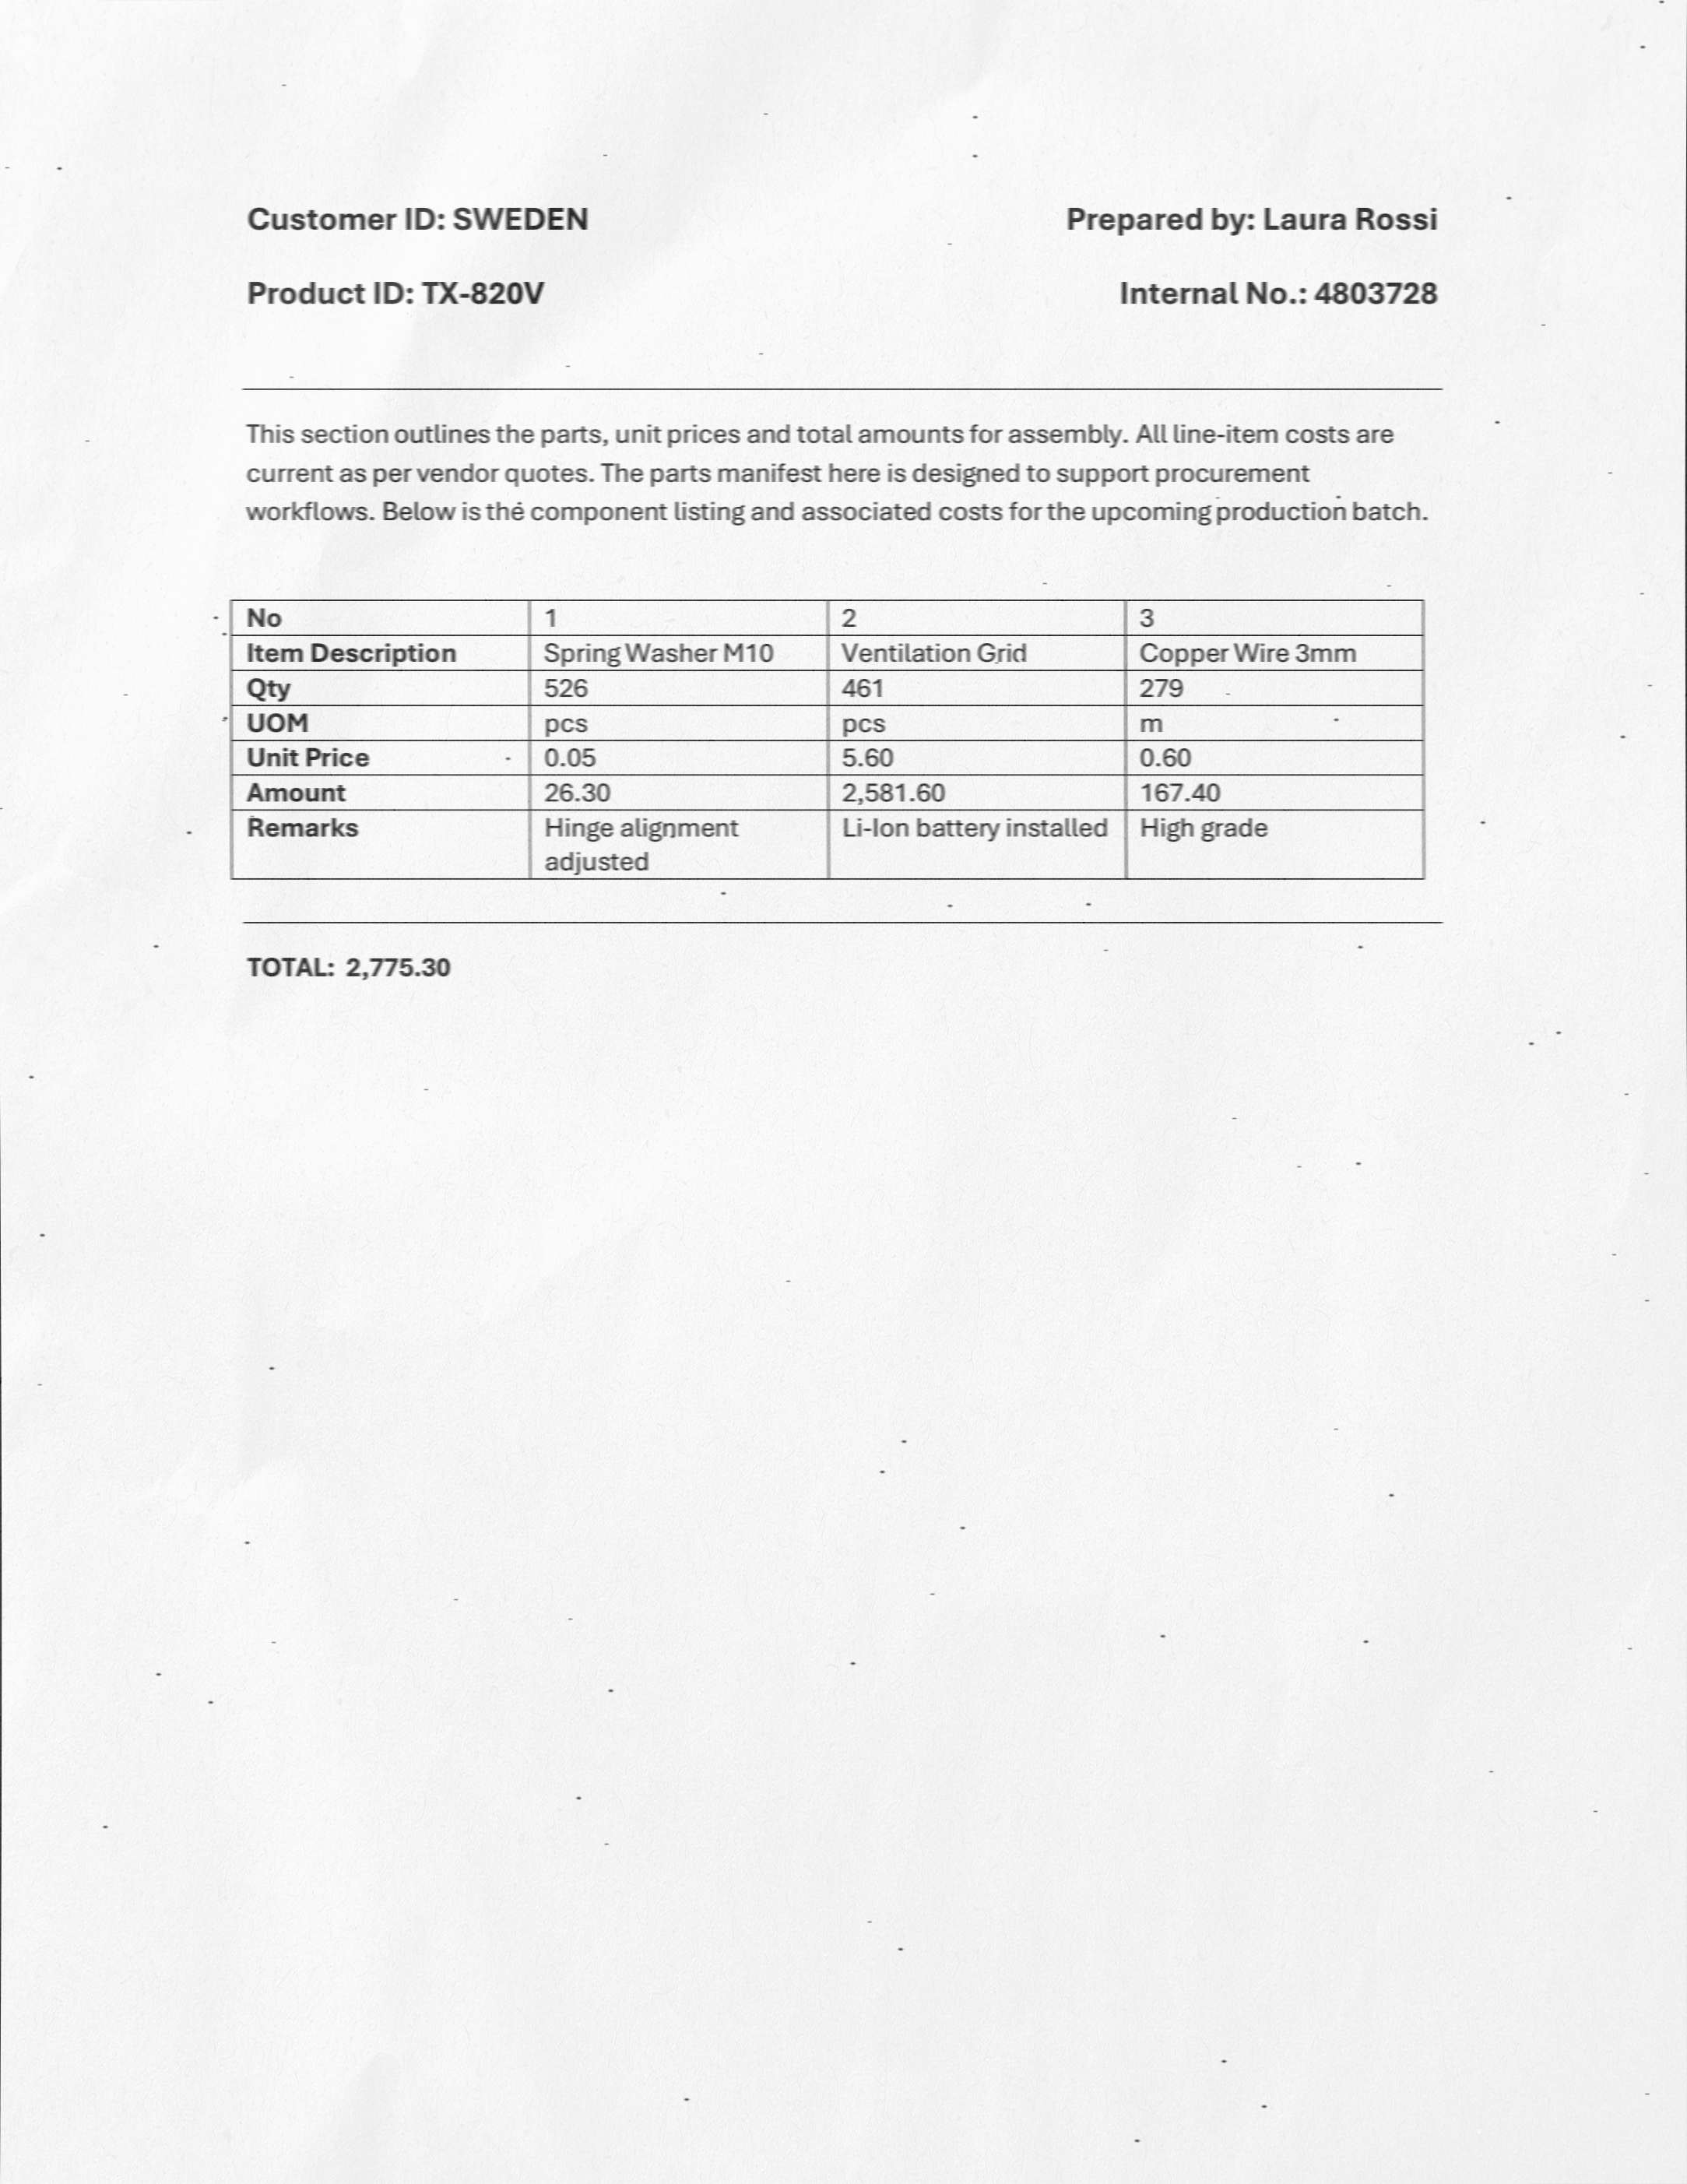 Customer ID: SWEDEN Prepared by: Laura Rossi
Product ID: TX-820V Internal No.: 4803728
This section outlines the parts, unit prices and total amounts for assembly. All line-item costs are
current as per vendor quotes. The parts manifest here is designed to support procurement
workflows. Below is the component listing and associated costs for the upcoming production batch.
No 1 2 3
Item Description Spring Washer M10 Ventilation Grid Copper Wire 3mm
Qty 526 461 279
UOM pcs pcs m
Unit Price 0.05 5.60 0.60
Amount 26.30 2,581.60 167.40
Remarks Hinge alignment Li-Ion battery installed High grade
adjusted
TOTAL: 2,775.30